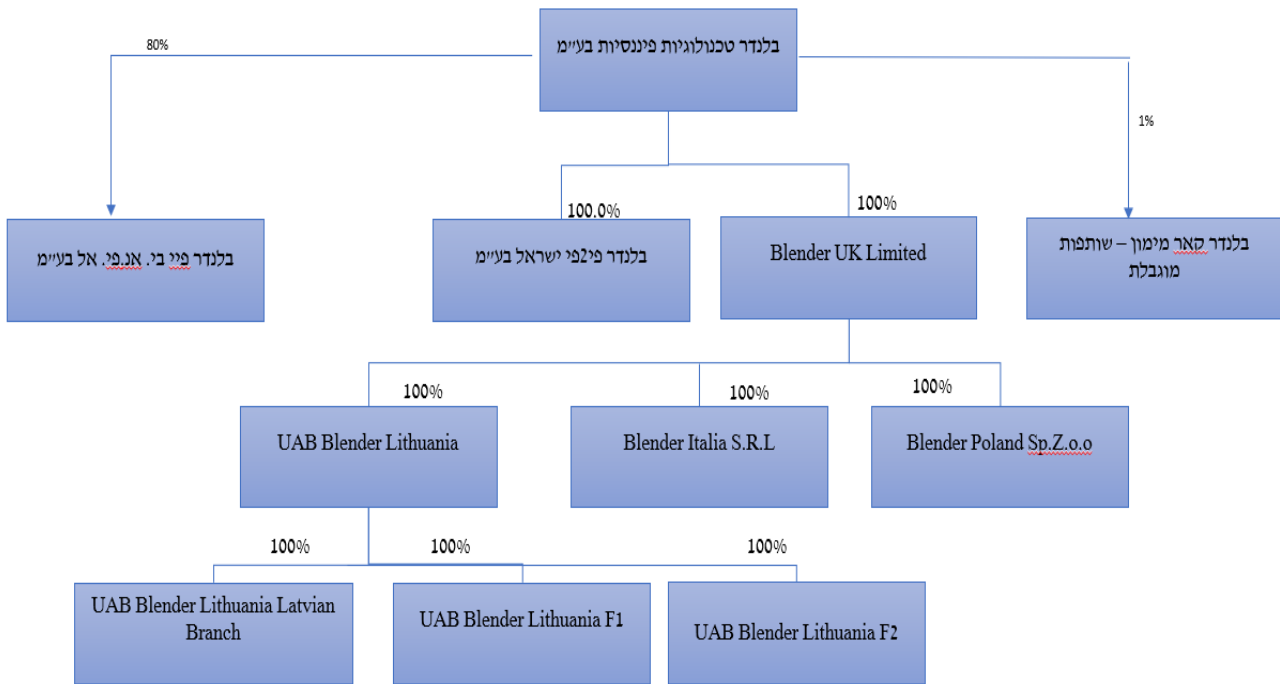 בלנדר טכנולוגיות פיננסיות בע״מ
80%
1%
100.0%
100%
בלנדר פיי בי. אנ.פי. אל בע״מ
בלנדר פי2פי ישראל בע״מ
Blender UK Limited
בלנדר קאר מימון – שותפות
מוגבלת
100%
100%
100%
UAB Blender Lithuania
Blender Italia S.R.L
Blender Poland Sp.Z.o.o
100%
100%
100%
UAB Blender Lithuania Latvian
Branch
UAB Blender Lithuania F1
UAB Blender Lithuania F2